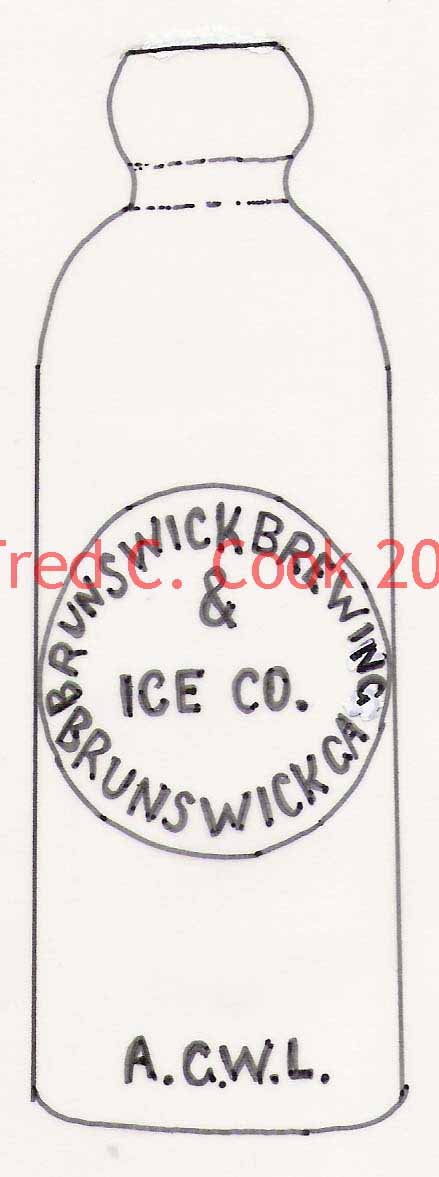 BRUNSWICK BREWING
&
ICE CO.
BRUNSWICK GA
A.G.W.L.
Fred C. Cook 20